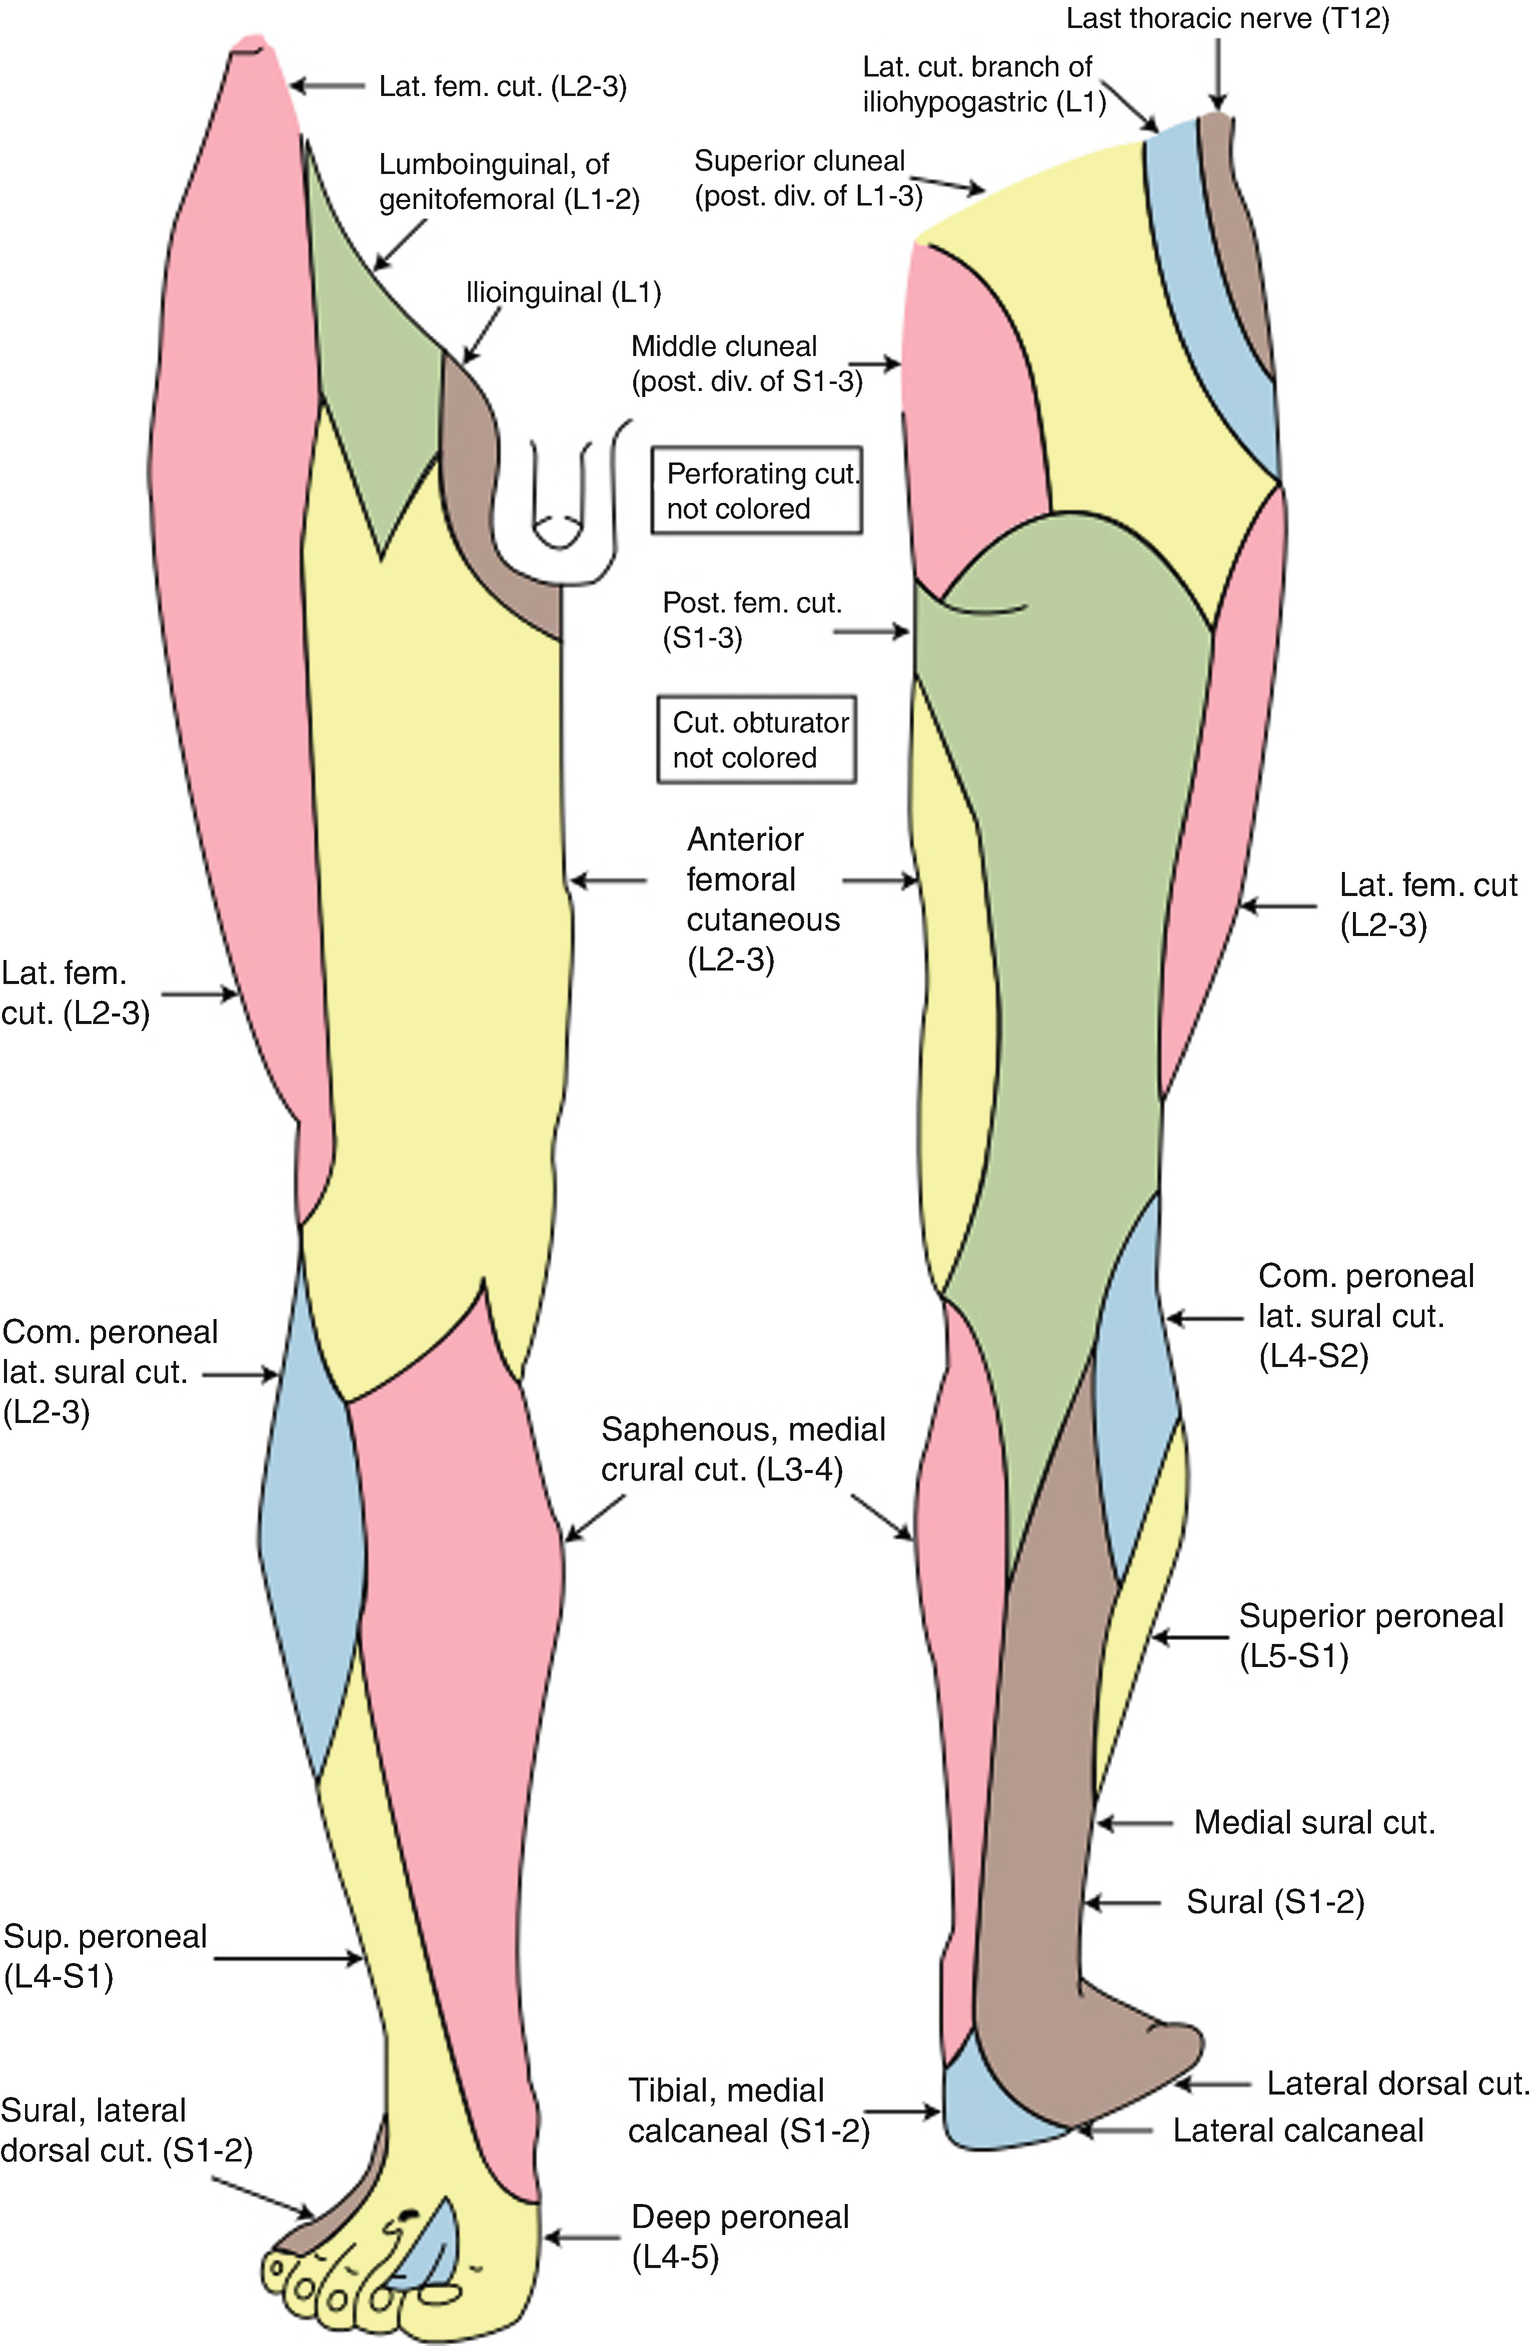 Last thoracic nerve (T12)
Lat. cut. branch of
iliohypogastric (L1)
Lat. fem. cut. (L2-3)
Lumboinguinal, of
genitofemoral (L1-2)
Superior cluneal
(post. div. of L1-3)
Ilioinguinal (L1)
Middle cluneal
(post. div. of S1-3)
Perforating cut.
not colored
Post. fem. cut.
(S1-3)
Cut. obturator
not colored
Anterior
femoral
cutaneous
(L2-3)
Lat. fem. cut
(L2-3)
Lat. fem.
cut. (L2-3)
Com. peroneal
lat. sural cut.
(L4-S2)
Com. peroneal
lat. sural cut.
(L2-3)
Saphenous, medial
crural cut. (L3-4)
Superior peroneal
(L5-S1)
Medial sural cut.
Sural (S1-2)
Sup. peroneal
(L4-S1)
Lateral dorsal cut.
Tibial, medial
calcaneal (S1-2)
Lateral calcaneal
Sural, lateral
dorsal cut. (S1-2)
Deep peroneal
(L4-5)